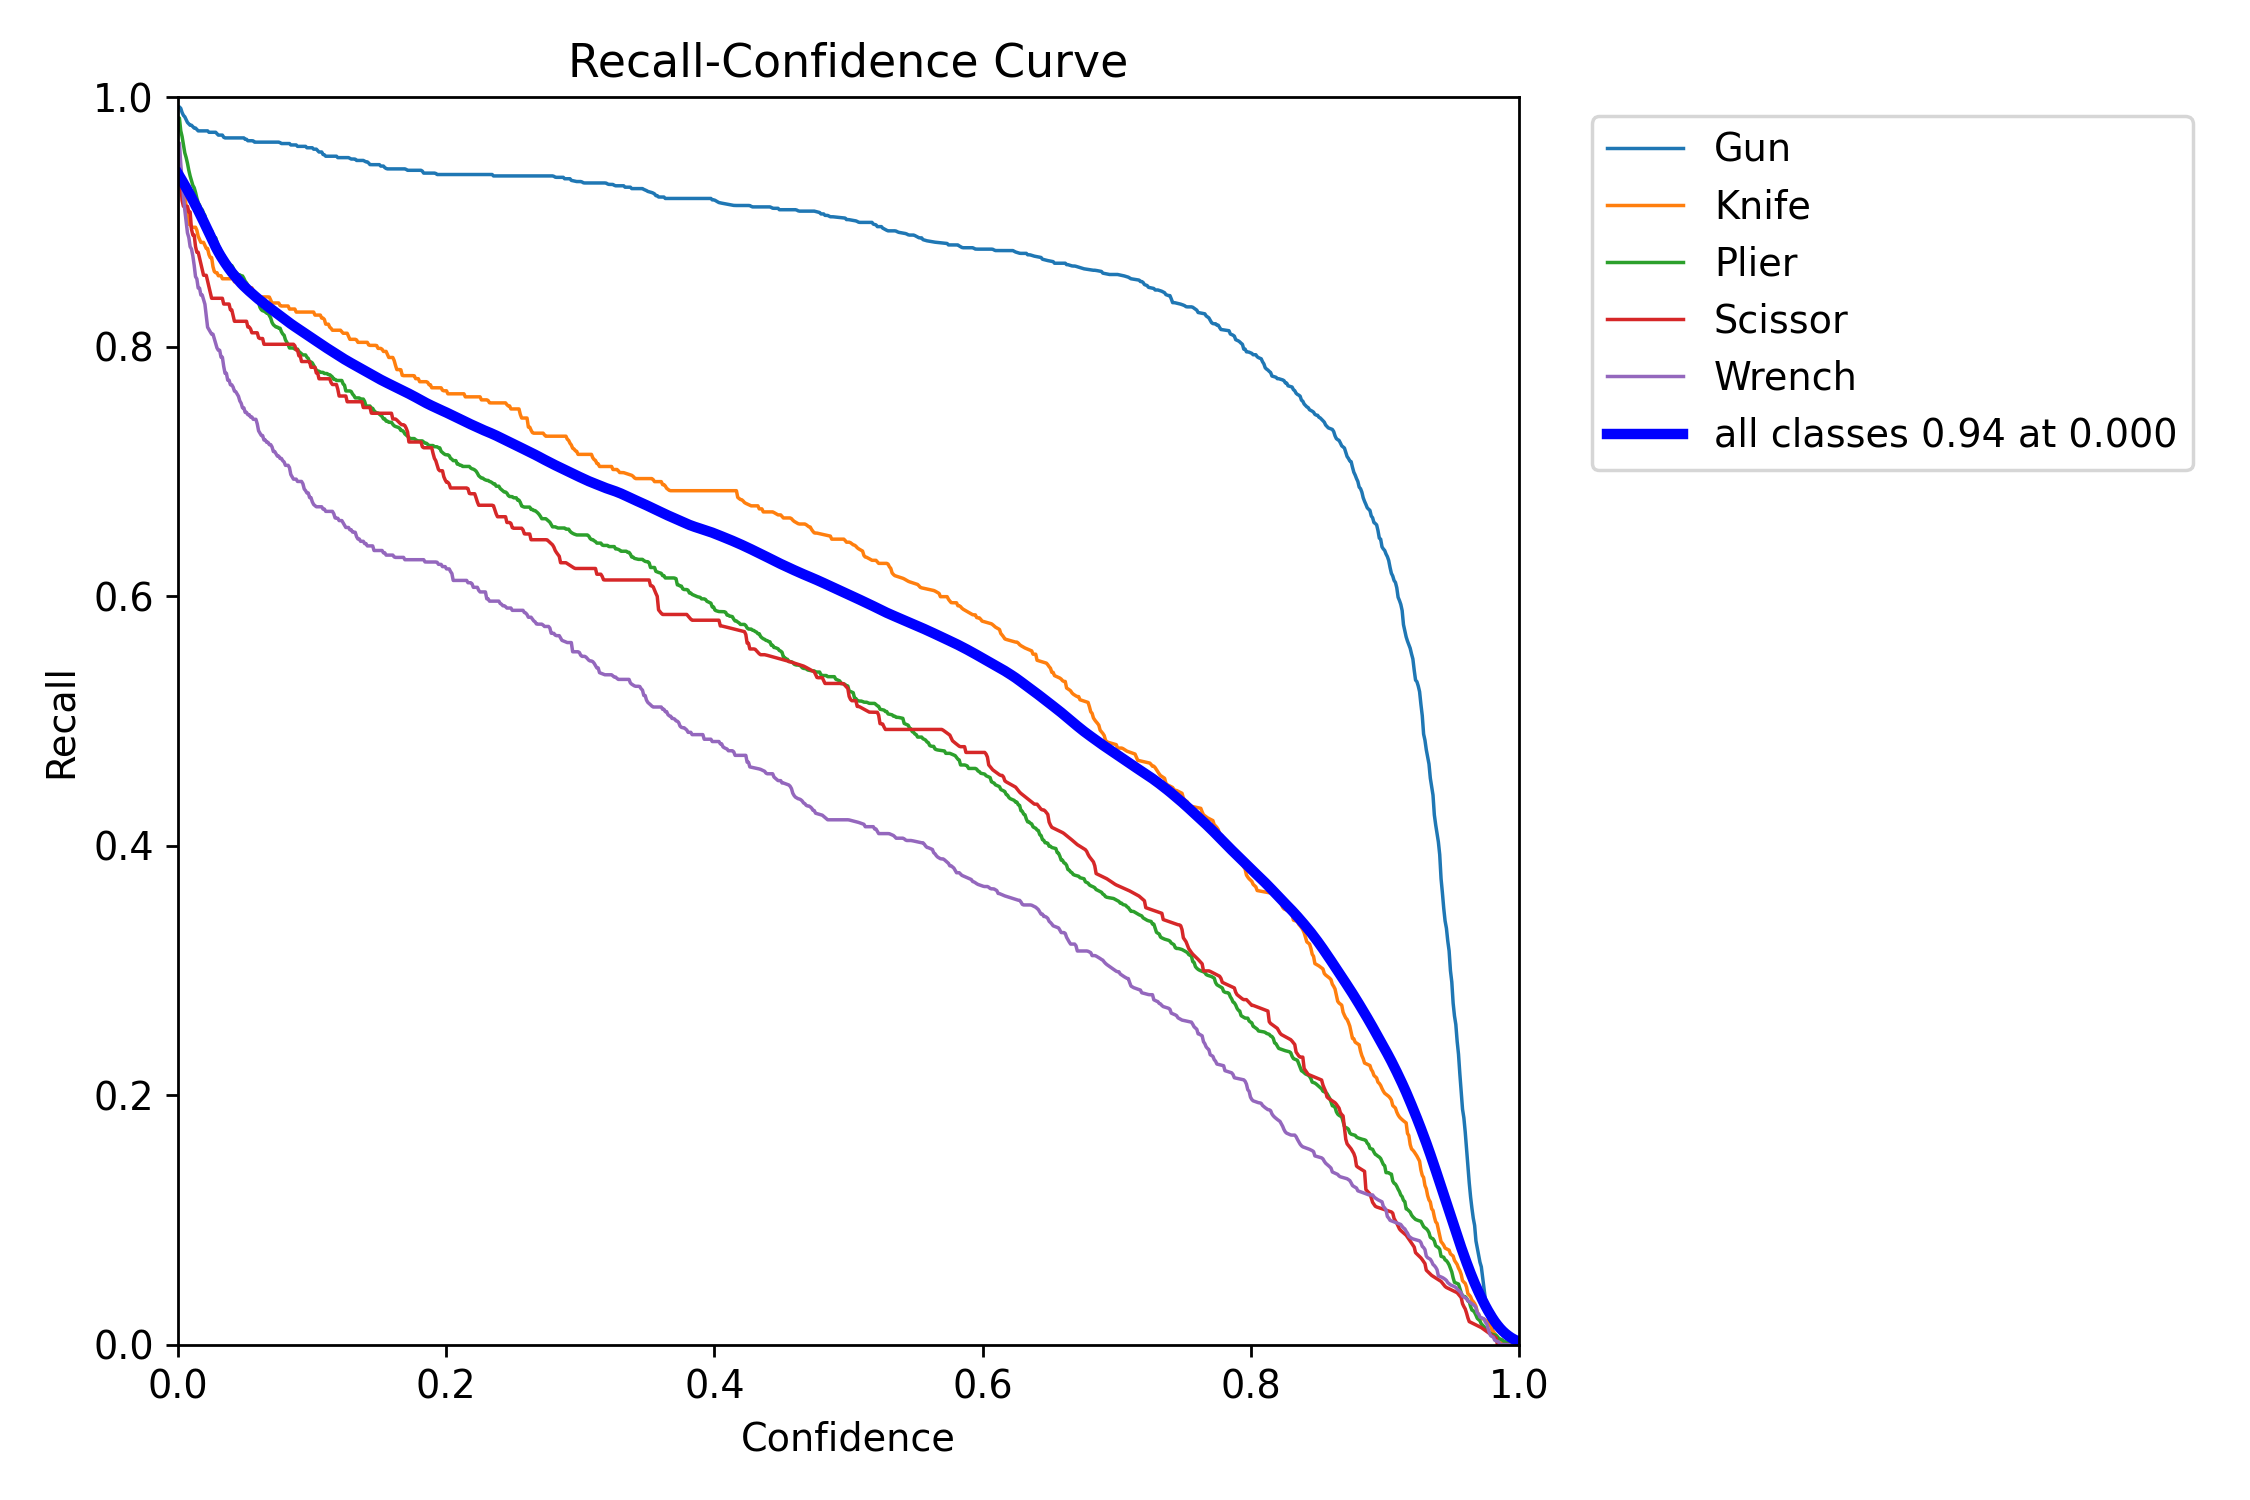 Recall-Confidence Curve
1.0
0.8
0.6
0.4
0.2
0.0
Recall
0.0 0.2 0.4 0.6 0.8 1.0
Confidence
Gun
Knife
Plier
Scissor
Wrench
all classes 0.94 at 0.000